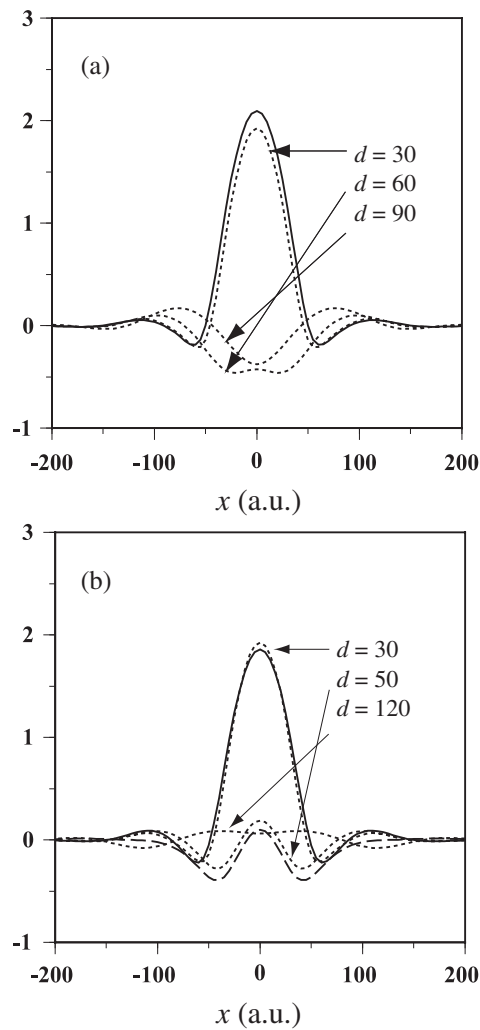 3
(a)
2
d = 30
d = 60
d = 90
1
0
-1
-200 -100 0 100 200
x (a.u.)
3
(b)
2
d = 30
d = 50
d = 120
1
0
-1
-200 -100 0 100 200
x (a.u.)